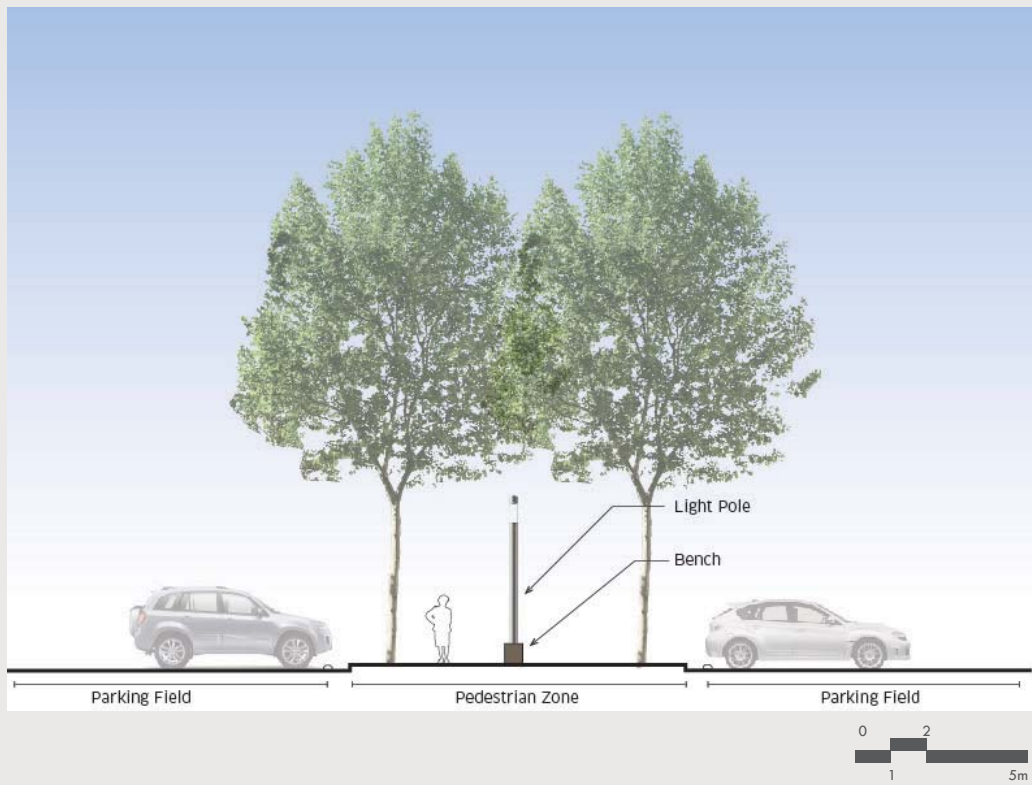 Light Pole
Bench
Parking Field
Pedestrian Zone
Parking Field
0
2
1
5m